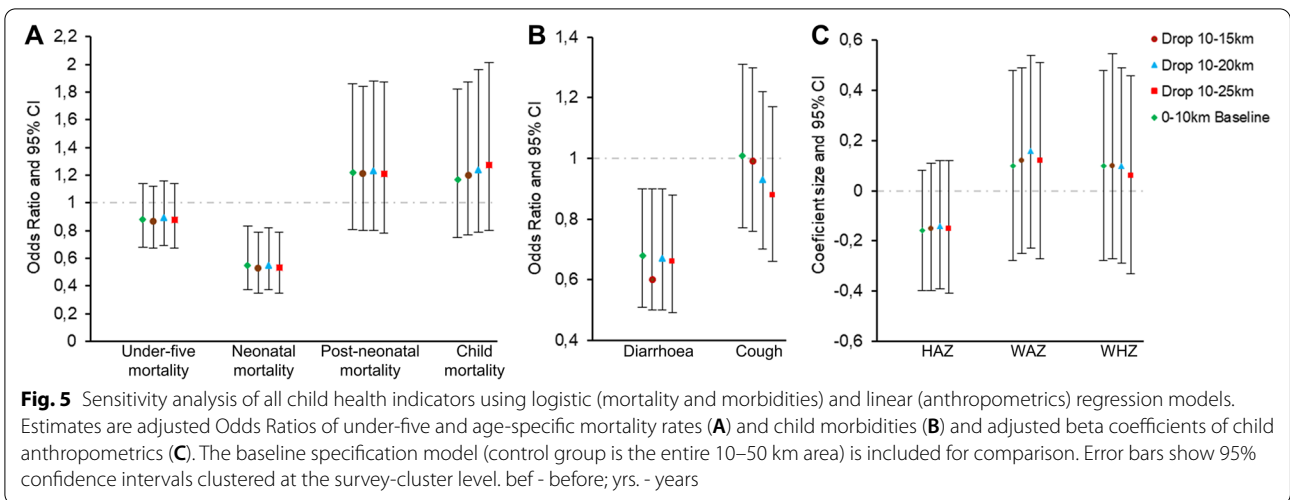 A
Odds Ratio and 95% CI
2,2
2
1,8
1,6
1,4
1,2
1
0,8
0,6
0,4
0,2
0
Under-five
mortality
Neonatal
mortality
Post-neonatal
mortality
Child
mortality
B
Odds Ratio and 95% CI
1,4
1,2
1
0,8
0,6
0,4
Diarrhoea
Cough
C
Coeficient size and 95% CI
0,6
0,4
0,2
0
-0,2
-0,4
-0,6
HAZ
WAZ
WHZ
Drop 10-15km
Drop 10-20km
Drop 10-25km
0-10km Baseline
Fig. 5 Sensitivity analysis of all child health indicators using logistic (mortality and morbidities) and linear (anthropometrics) regression models.
Estimates are adjusted Odds Ratios of under-five and age-specific mortality rates (A) and child morbidities (B) and adjusted beta coefficients of child
anthropometrics (C). The baseline specification model (control group is the entire 10–50 km area) is included for comparison. Error bars show 95%
confidence intervals clustered at the survey-cluster level. bef - before; yrs. - years